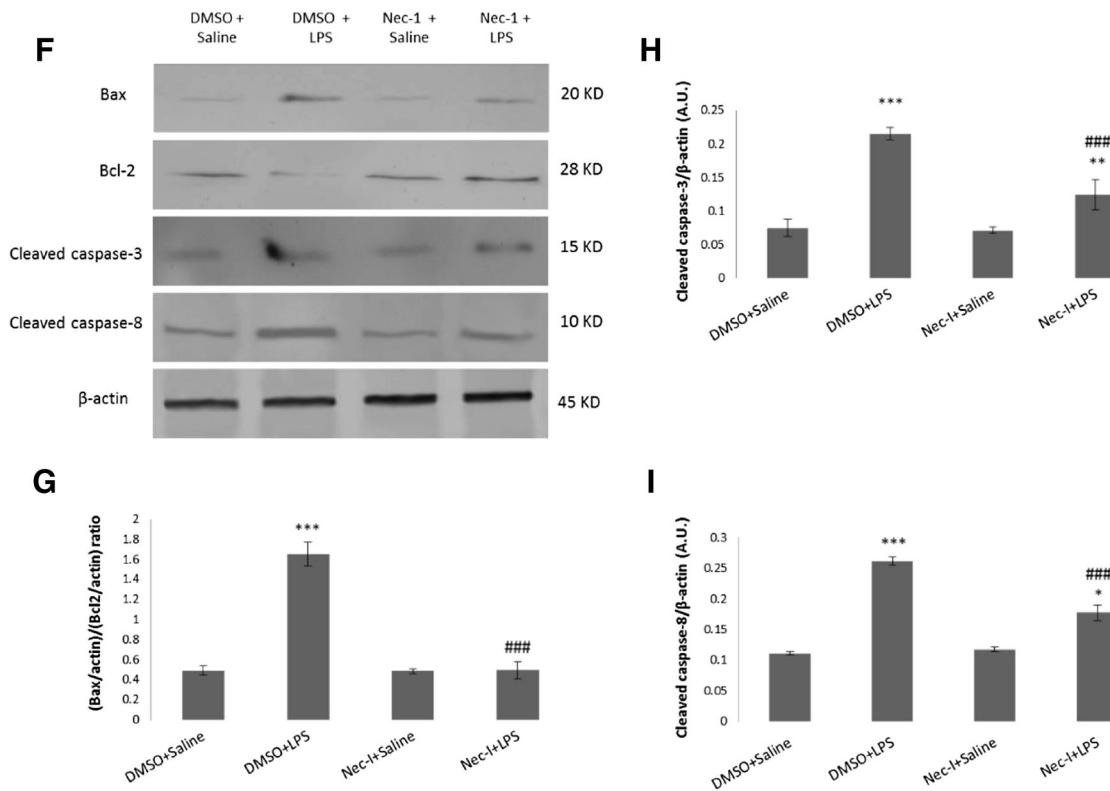 F
DMSO + Saline
DMSO + LPS
Nec-1 + Saline
Nec-1 + LPS
Bax
20 KD
Bcl-2
28 KD
Cleaved caspase-3
15 KD
Cleaved caspase-8
10 KD
β-actin
45 KD
H
Cleaved caspase-3/β-actin (A.U.)
0.25
0.2
0.15
0.1
0.05
0
***
###
**
DMSO+Saline
DMSO+LPS
Nec-I+Saline
Nec-I+LPS
G
(Bax/actin)/(Bcl2/actin) ratio
2
1.8
1.6
1.4
1.2
1
0.8
0.6
0.4
0.2
0
***
###
DMSO+Saline
DMSO+LPS
Nec-I+Saline
Nec-I+LPS
I
Cleaved caspase-8/β-actin (A.U.)
0.3
0.25
0.2
0.15
0.1
0.05
0
***
###
*
DMSO+Saline
DMSO+LPS
Nec-I+Saline
Nec-I+LPS